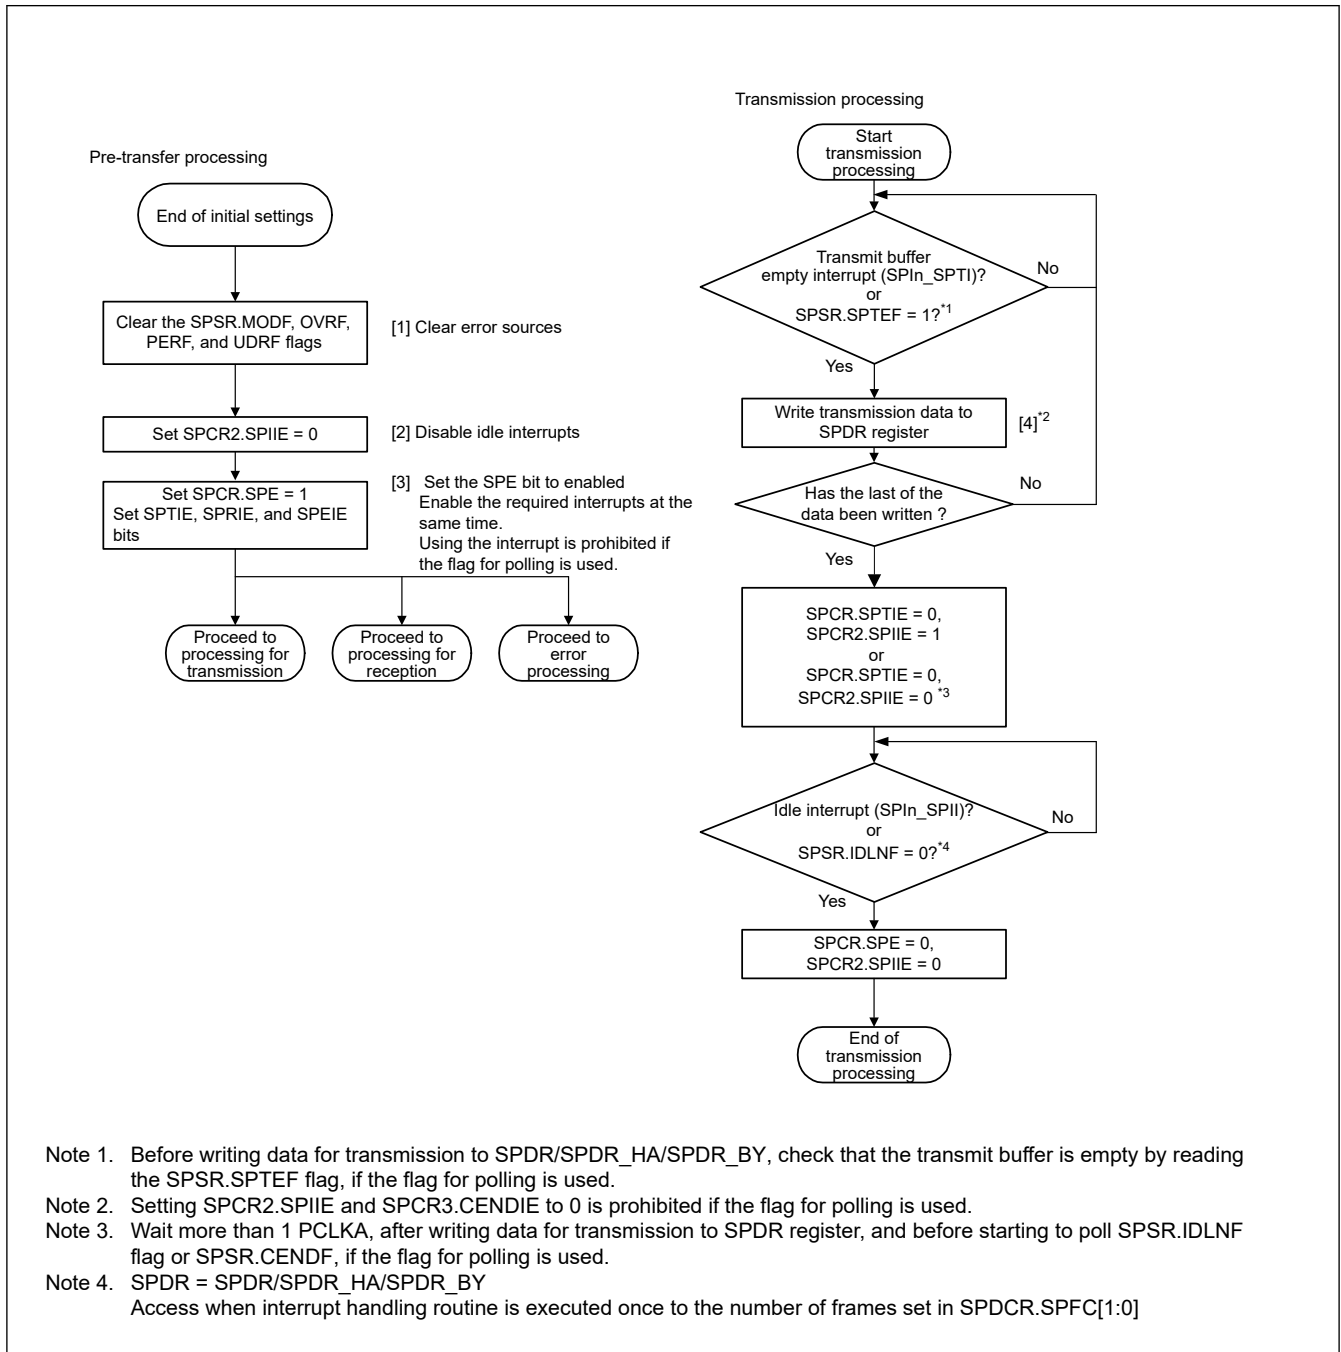 Pre-transfer processing
End of initial settings
Clear the SPSR.MODF, OVRF,
PERF, and UDRF flags
[1] Clear error sources
Set SPCR2.SPIIE = 0
[2] Disable idle interrupts
Set SPCR.SPE = 1
Set SPTIE, SPRIE, and SPEIE
bits
[3] Set the SPE bit to enabled
Enable the required interrupts at the
same time.
Using the interrupt is prohibited if
the flag for polling is used.
Proceed to
processing for
transmission
Proceed to
processing for
reception
Proceed to
error
processing
Transmission processing
Start
transmission
processing
Transmit buffer
empty interrupt (SPIn_SPTI)?
or
SPSR.SPTEF = 1?*1
No
Yes
Write transmission data to
SPDR register
[4]*2
Has the last of the
data been written ?
No
Yes
SPCR.SPTIE = 0,
SPCR2.SPIIE = 1
or
SPCR.SPTIE = 0,
SPCR2.SPIIE = 0 *3
Idle interrupt (SPIn_SPII)?
or
SPSR.IDLNF = 0?*4
No
Yes
SPCR.SPE = 0,
SPCR2.SPIIE = 0
End of
transmission
processing
Note 1. Before writing data for transmission to SPDR/SPDR_HA/SPDR_BY, check that the transmit buffer is empty by reading
the SPSR.SPTEF flag, if the flag for polling is used.
Note 2. Setting SPCR2.SPIIE and SPCR3.CENDIE to 0 is prohibited if the flag for polling is used.
Note 3. Wait more than 1 PCLKA, after writing data for transmission to SPDR register, and before starting to poll SPSR.IDLNF
flag or SPSR.CENDF, if the flag for polling is used.
Note 4. SPDR = SPDR/SPDR_HA/SPDR_BY
Access when interrupt handling routine is executed once to the number of frames set in SPDCR.SPFC[1:0]